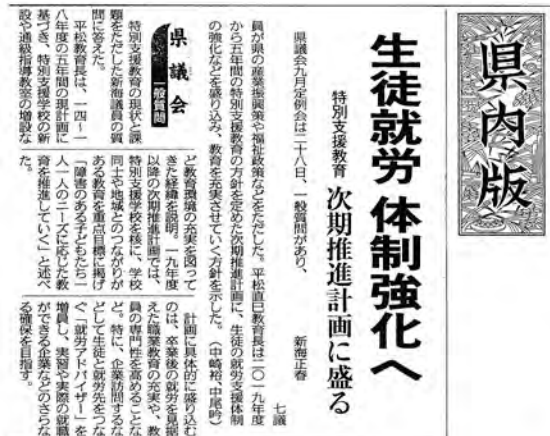 県内版
生徒就労 体制強化へ
特別支援教育 次期推進計画に盛る
県議会九月定例会は二十八日、一般質問があり、 新海正春 七議
員が県の産業振興策や福祉政策などをただした。平松直巳教育長は二〇一九年度
から五年間の特別支援教育の方針を定めた次期推進計画に、生徒の就労支援体制
の強化などを盛り込み、教育を充実させていく方針を示した。（中崎裕、中尾吟）
県議会
一般質問
特別支援教育の現状と課
題をただした新海議員の質
問に答えた。
平松教育長は、一四～一
八年度の五年間の現計画に
基づき、特別支援学校の新
設や通級指導教室の増設な
ど教育環境の充実を図って
きた経緯を説明。一九年度
以降の次期推進計画では、
特別支援学校を核に、学校
同士や地域とのつながりが
ある教育を重点目標に掲げ
「障害のある子どもたち一
人一人のニーズに応じた教
育を推進していく」と述べ
た。
計画に具体的に盛り込む
のは、卒業後の就労を見据
えた職業教育の充実や、教
員の専門性を高めることな
ど。特に、企業訪問するな
どして生徒と就労先をつな
ぐ「就労アドバイザー」を
増員し、実習や実際の就職
ができる企業などのさらな
る確保を目指す。